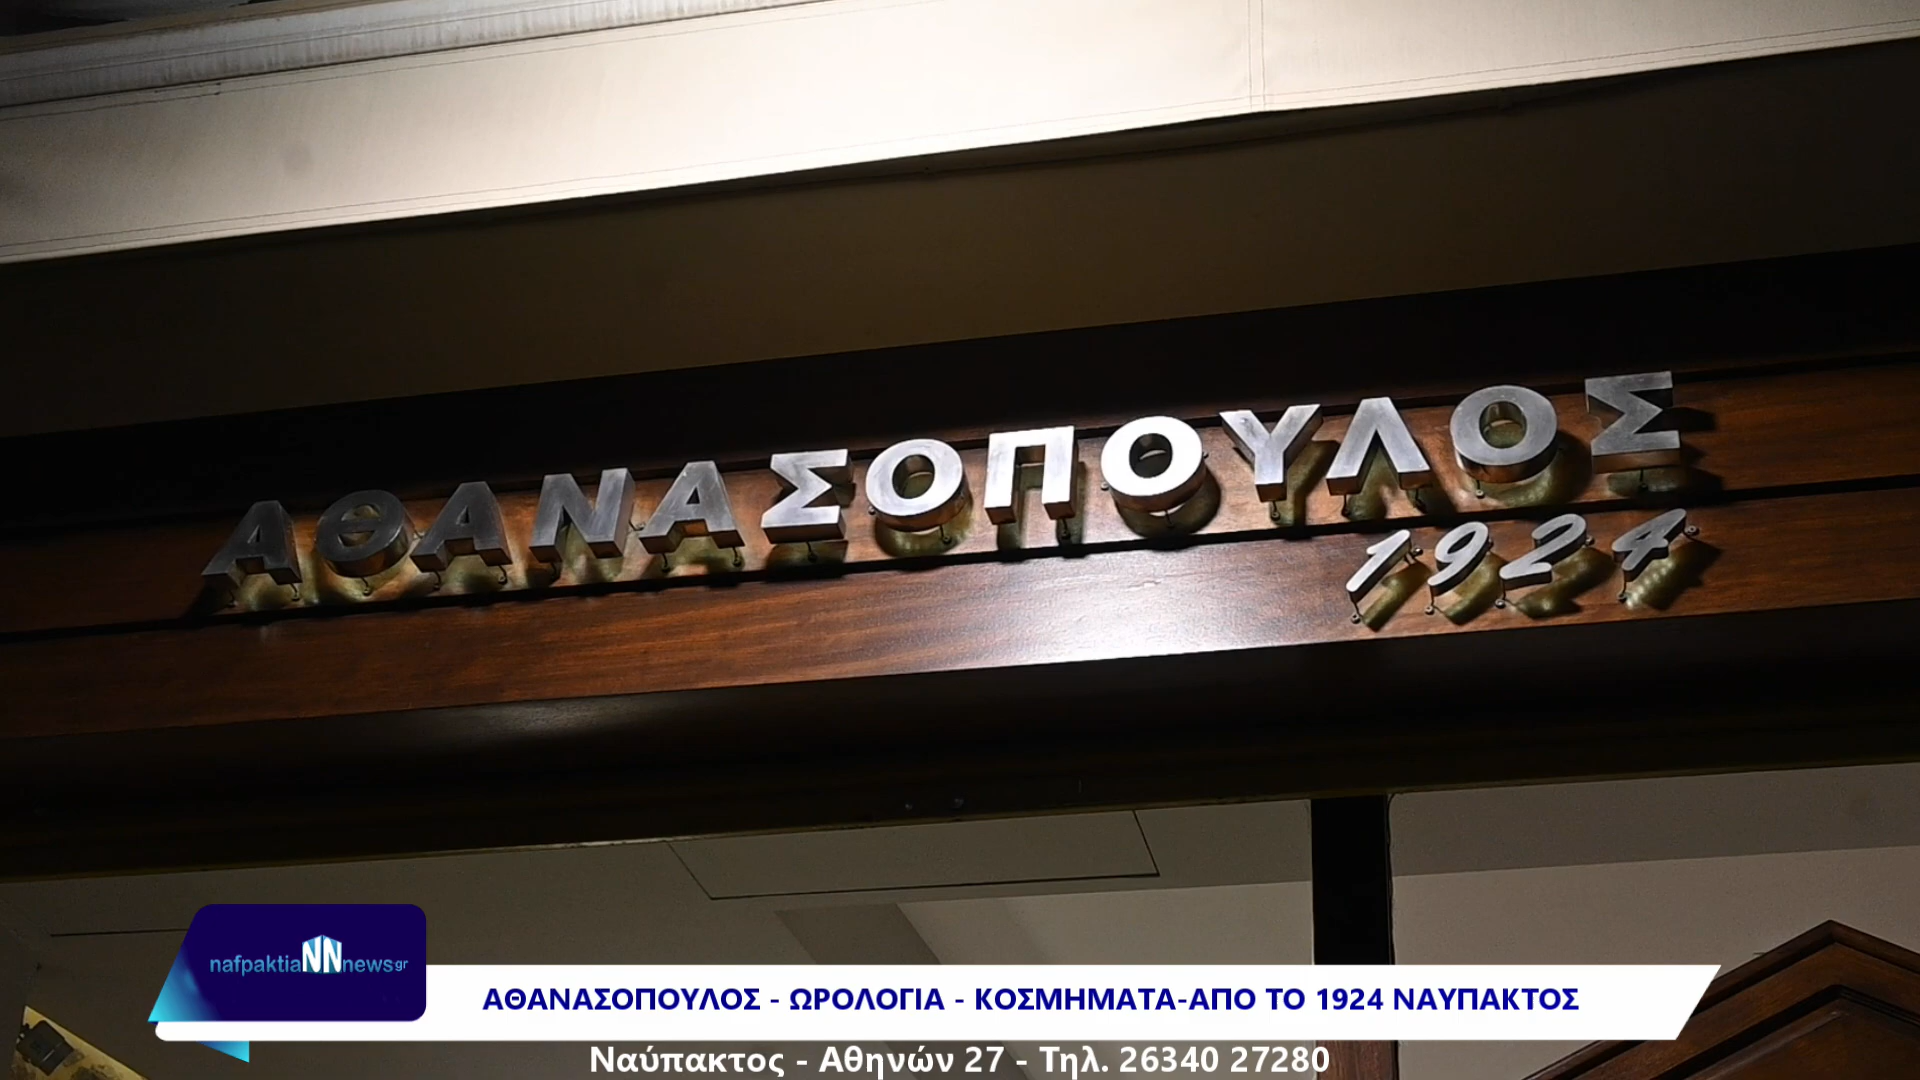 ΑΘΑΝΑΣΟΠΟΥΛΟΣ
1924
nafpaktiaNNnews.gr
ΑΘΑΝΑΣΟΠΟΥΛΟΣ - ΩΡΟΛΟΓΙΑ - ΚΟΣΜΗΜΑΤΑ-ΑΠΟ ΤΟ 1924 ΝΑΥΠΑΚΤΟΣ
Ναύπακτος - Αθηνών 27 - Τηλ. 26340 27280